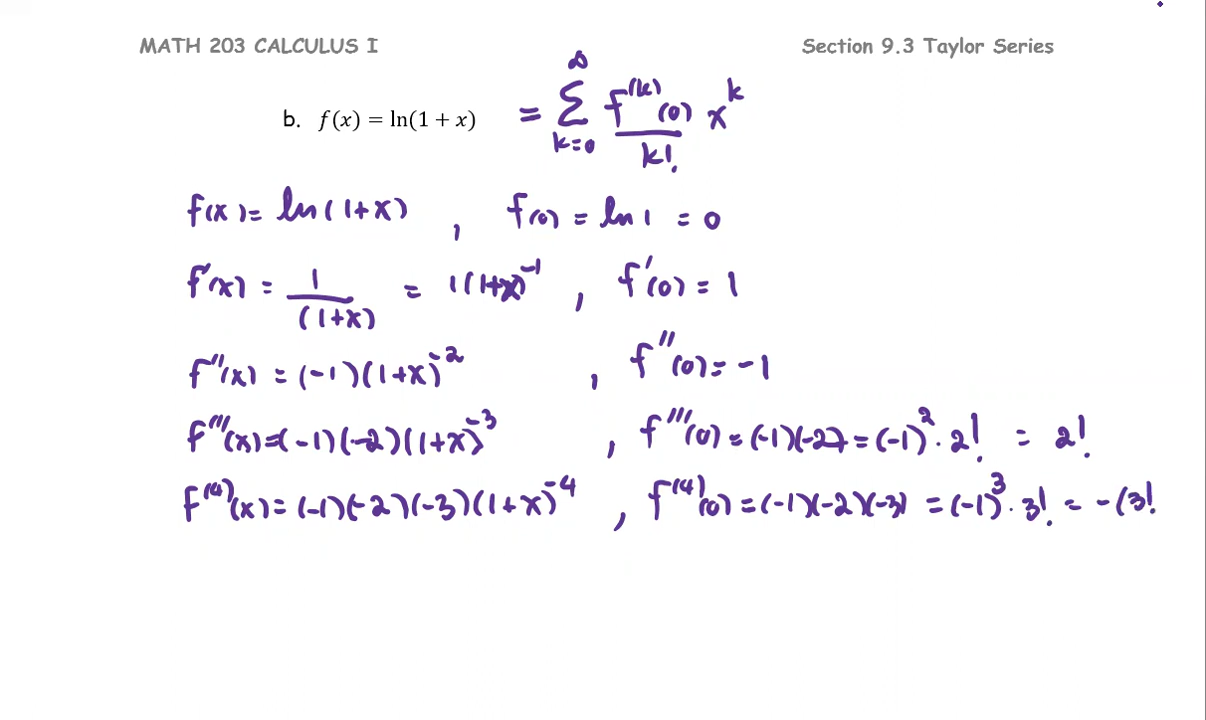 MATH 203 CALCULUS I Section 9.3 Taylor Series
b. f(x) = ln(1 + x) = ∑_{k=0}^{∞} f^{(k)}(0)/k! x^k
f(x) = ln(1+x) , f(0) = ln 1 = 0
f'(x) = 1/(1+x) = 1(1+x)^{-1} , f'(0) = 1
f''(x) = (-1)(1+x)^{-2} , f''(0) = -1
f'''(x) = (-1)(-2)(1+x)^{-3} , f'''(0) = (-1)(-2) = (-1)^2 · 2! = 2!
f^{(4)}(x) = (-1)(-2)(-3)(1+x)^{-4} , f^{(4)}(0) = (-1)(-2)(-3) = (-1)^3 · 3! = -(3!